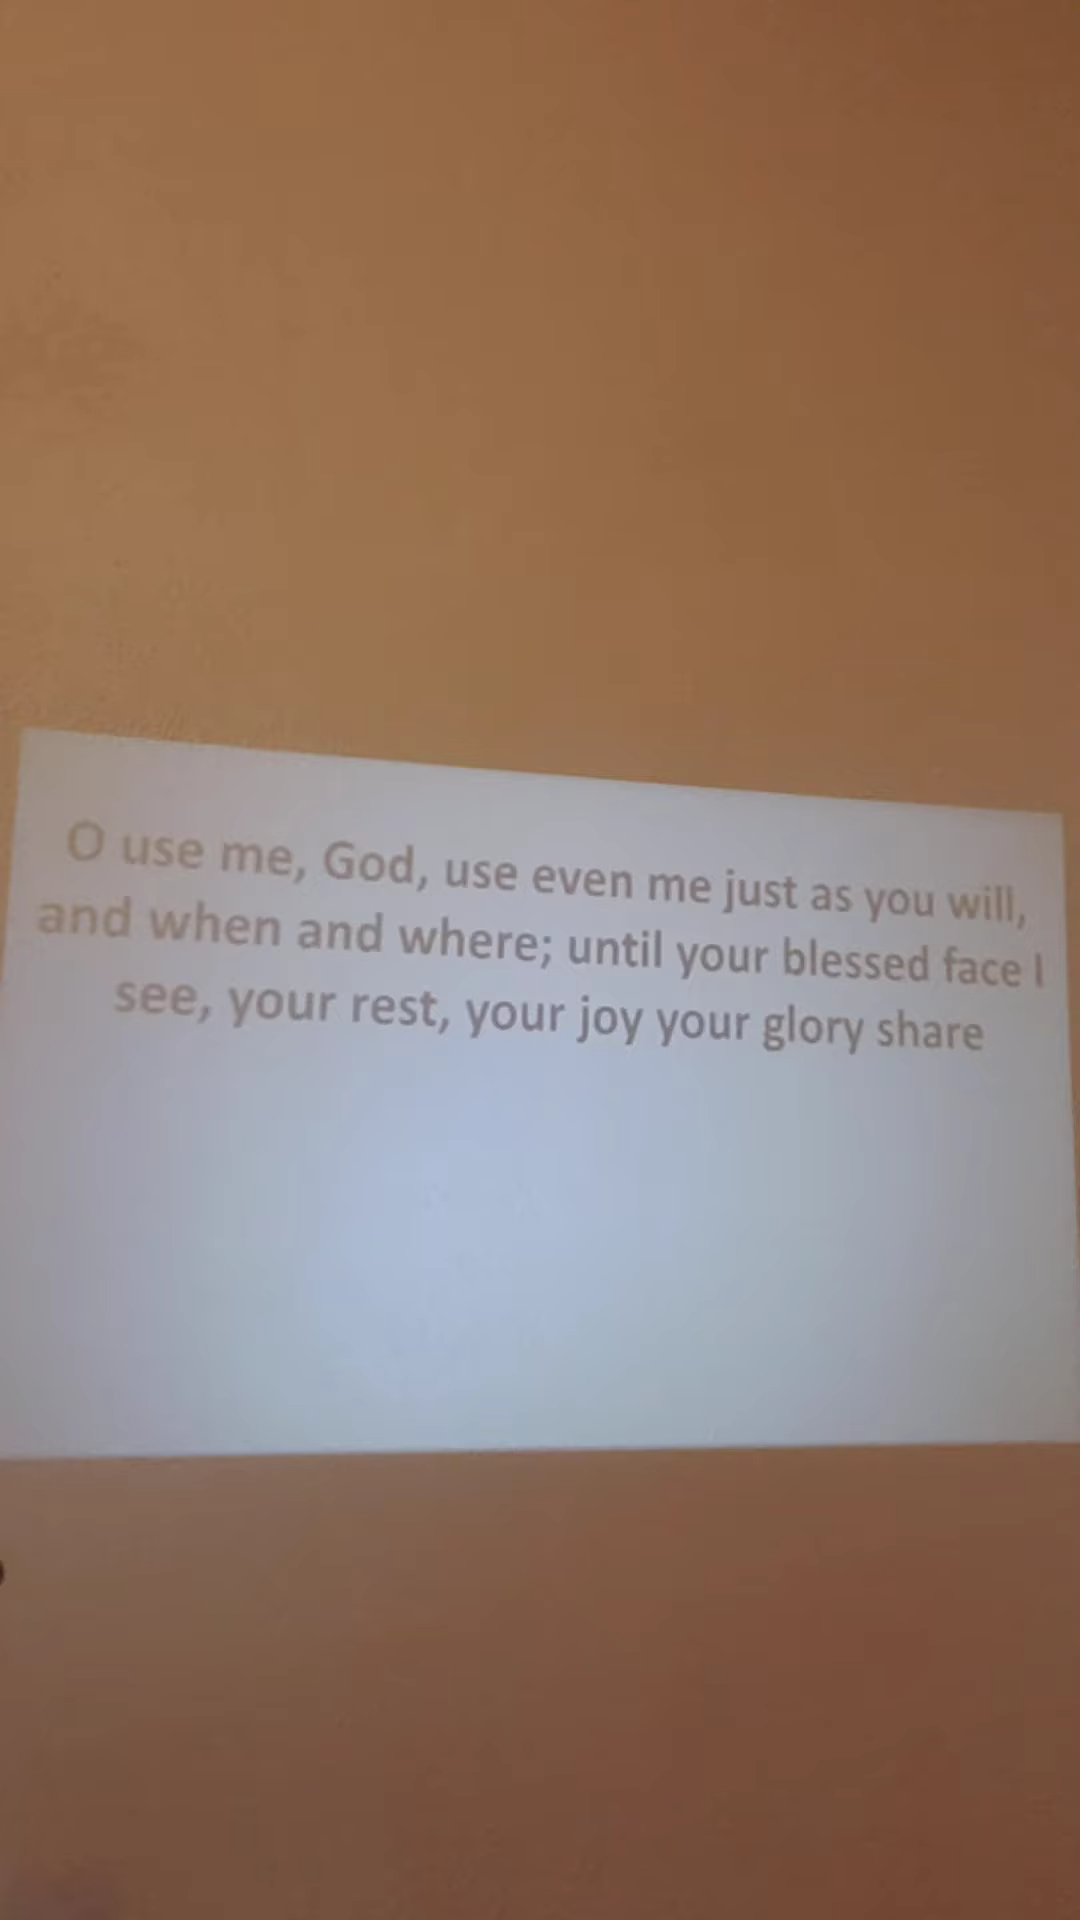 O use me, God, use even me just as you will,
and when and where; until your blessed face I
see, your rest, your joy your glory share